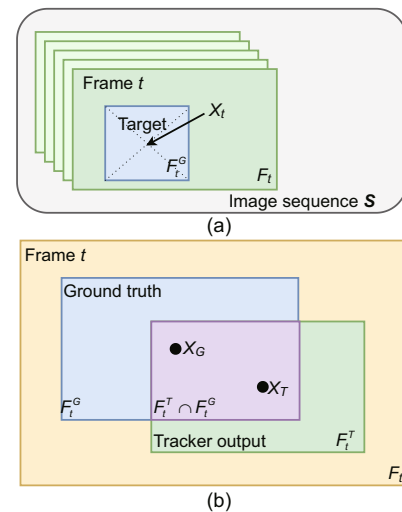 Frame t
Target
X_t
F_t^G
F_t
Image sequence S
(a)
Frame t
Ground truth
X_G
X_T
F_t^G
F_t^T ∩ F_t^G
Tracker output
F_t^T
F_t
(b)